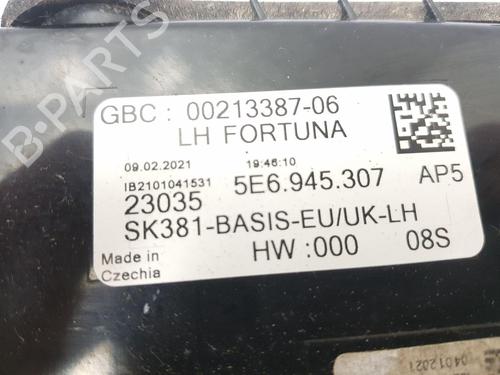 GBC : 00213387-06
LH FORTUNA
09.02.2021 19:46:10
IB2101041531 5E6.945.307 AP5
23035
SK381-BASIS-EU/UK-LH
Made in Czechia HW :000 08S
04012021